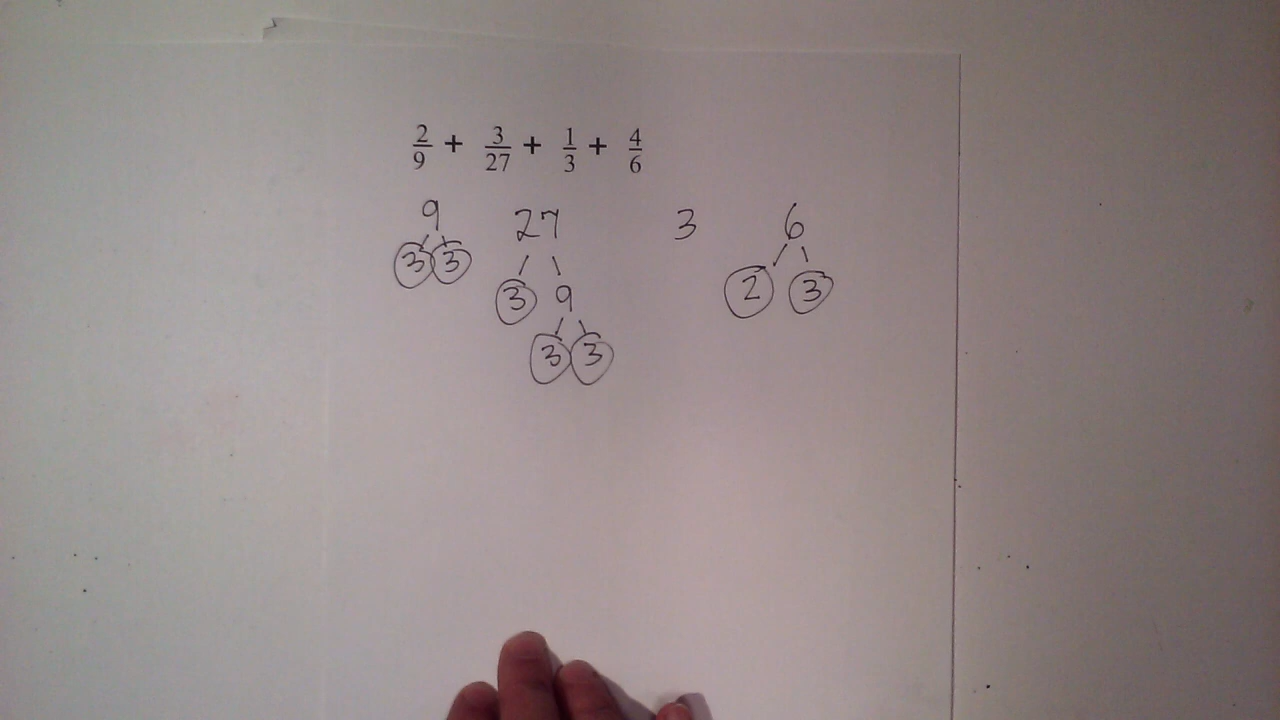 2/9 + 3/27 + 1/3 + 4/6
9 27 3 6
3 3 3 9 2 3
3 3